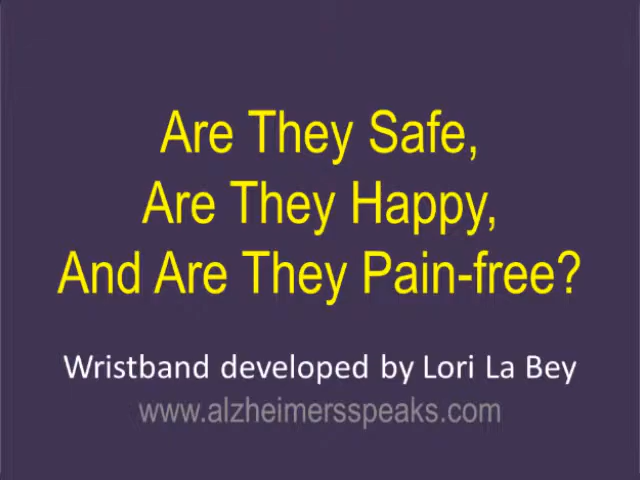 Are They Safe,
Are They Happy,
And Are They Pain-free?
Wristband developed by Lori La Bey
www.alzheimersspeaks.com